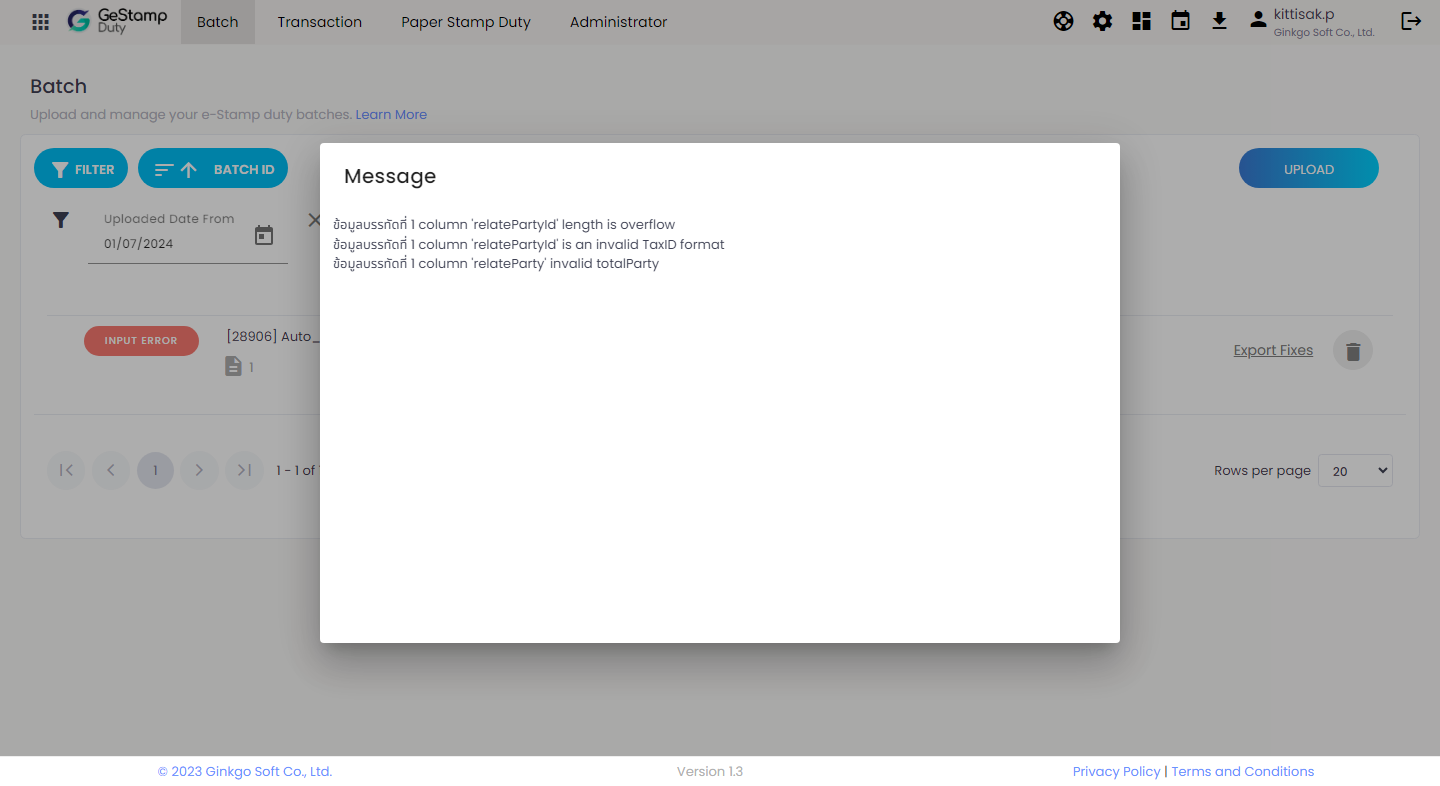 GeStamp
Duty
Batch
Transaction
Paper Stamp Duty
Administrator
kittisak.p
Ginkgo Soft Co., Ltd.
Batch
Upload and manage your e-Stamp duty batches. Learn More
FILTER
BATCH ID
UPLOAD
Uploaded Date From
01/07/2024
Message
ข้อมูลบรรทัดที่ 1 column 'relatePartyId' length is overflow
ข้อมูลบรรทัดที่ 1 column 'relatePartyId' is an invalid TaxID format
ข้อมูลบรรทัดที่ 1 column 'relateParty' invalid totalParty
INPUT ERROR
[28906] Auto_
1
Export Fixes
1
1 - 1 of
Rows per page
20
© 2023 Ginkgo Soft Co., Ltd.
Version 1.3
Privacy Policy | Terms and Conditions